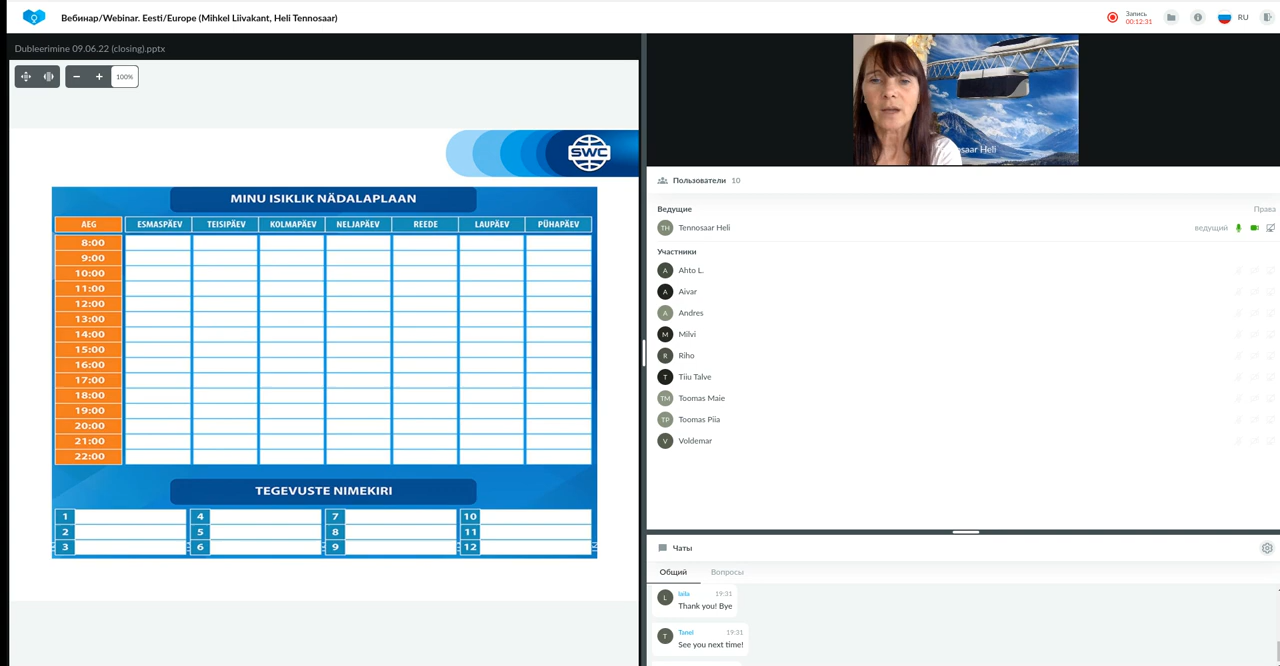 Вебинар/Webinar. Eesti/Europe (Mihkel Liivakant, Heli Tennosaar)
Запись
00:12:31
RU
Dubleerimine 09.06.22 (closing).pptx
100%
SWC
MINU ISIKLIK NÄDALAPLAAN
AEG ESMASPÄEV TEISIPÄEV KOLMAPÄEV NELJAPÄEV REEDE LAUPÄEV PÜHAPÄEV
8:00
9:00
10:00
11:00
12:00
13:00
14:00
15:00
16:00
17:00
18:00
19:00
20:00
21:00
22:00
TEGEVUSTE NIMEKIRI
1 4 7 10
2 5 8 11
3 6 9 12
saar Heli
Пользователи 10
Ведущие Права
TH Tennosaar Heli ведущий
Участники
A Ahto L.
A Aivar
A Andres
M Milvi
R Riho
T Tiiu Talve
TM Toomas Maie
TP Toomas Piia
V Voldemar
Чаты
Общий Вопросы
L laila 19:31
Thank you! Bye
T Tanel 19:31
See you next time!